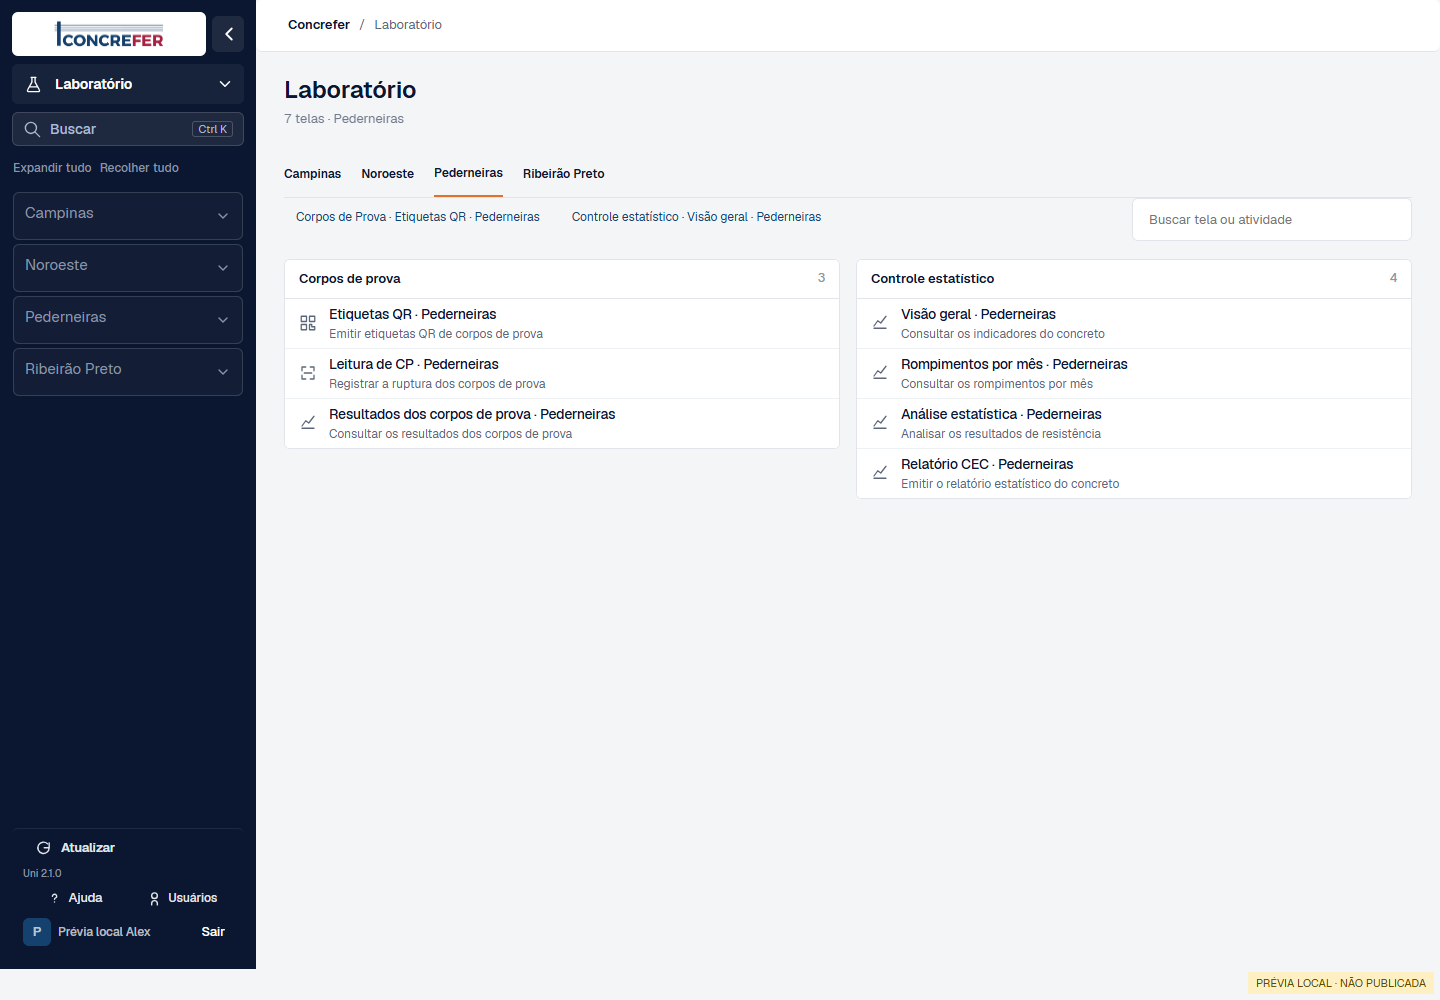 CONCREFER
Laboratório
Buscar Ctrl K
Expandir tudo Recolher tudo
Campinas
Noroeste
Pederneiras
Ribeirão Preto
Atualizar
Uni 2.1.0
? Ajuda Usuários
P Prévia local Alex Sair
Concrefer / Laboratório
Laboratório
7 telas · Pederneiras
Campinas Noroeste Pederneiras Ribeirão Preto
Corpos de Prova · Etiquetas QR · Pederneiras Controle estatístico · Visão geral · Pederneiras Buscar tela ou atividade
Corpos de prova 3
Etiquetas QR · Pederneiras
Emitir etiquetas QR de corpos de prova
Leitura de CP · Pederneiras
Registrar a ruptura dos corpos de prova
Resultados dos corpos de prova · Pederneiras
Consultar os resultados dos corpos de prova
Controle estatístico 4
Visão geral · Pederneiras
Consultar os indicadores do concreto
Rompimentos por mês · Pederneiras
Consultar os rompimentos por mês
Análise estatística · Pederneiras
Analisar os resultados de resistência
Relatório CEC · Pederneiras
Emitir o relatório estatístico do concreto
PRÉVIA LOCAL · NÃO PUBLICADA